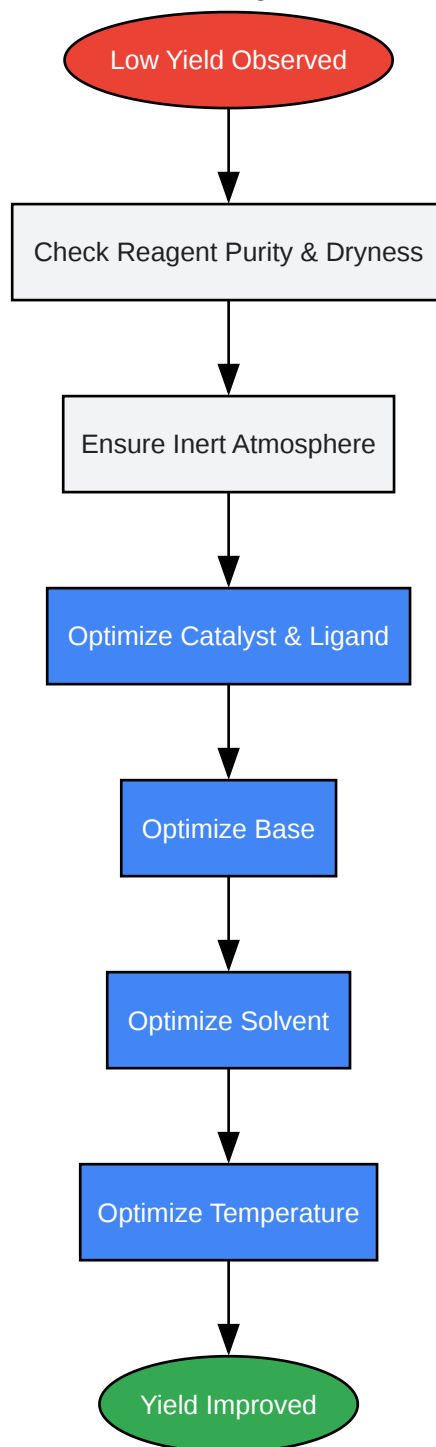 Low Yield Observed
Check Reagent Purity & Dryness
Ensure Inert Atmosphere
Optimize Catalyst & Ligand
Optimize Base
Optimize Solvent
Optimize Temperature
Yield Improved